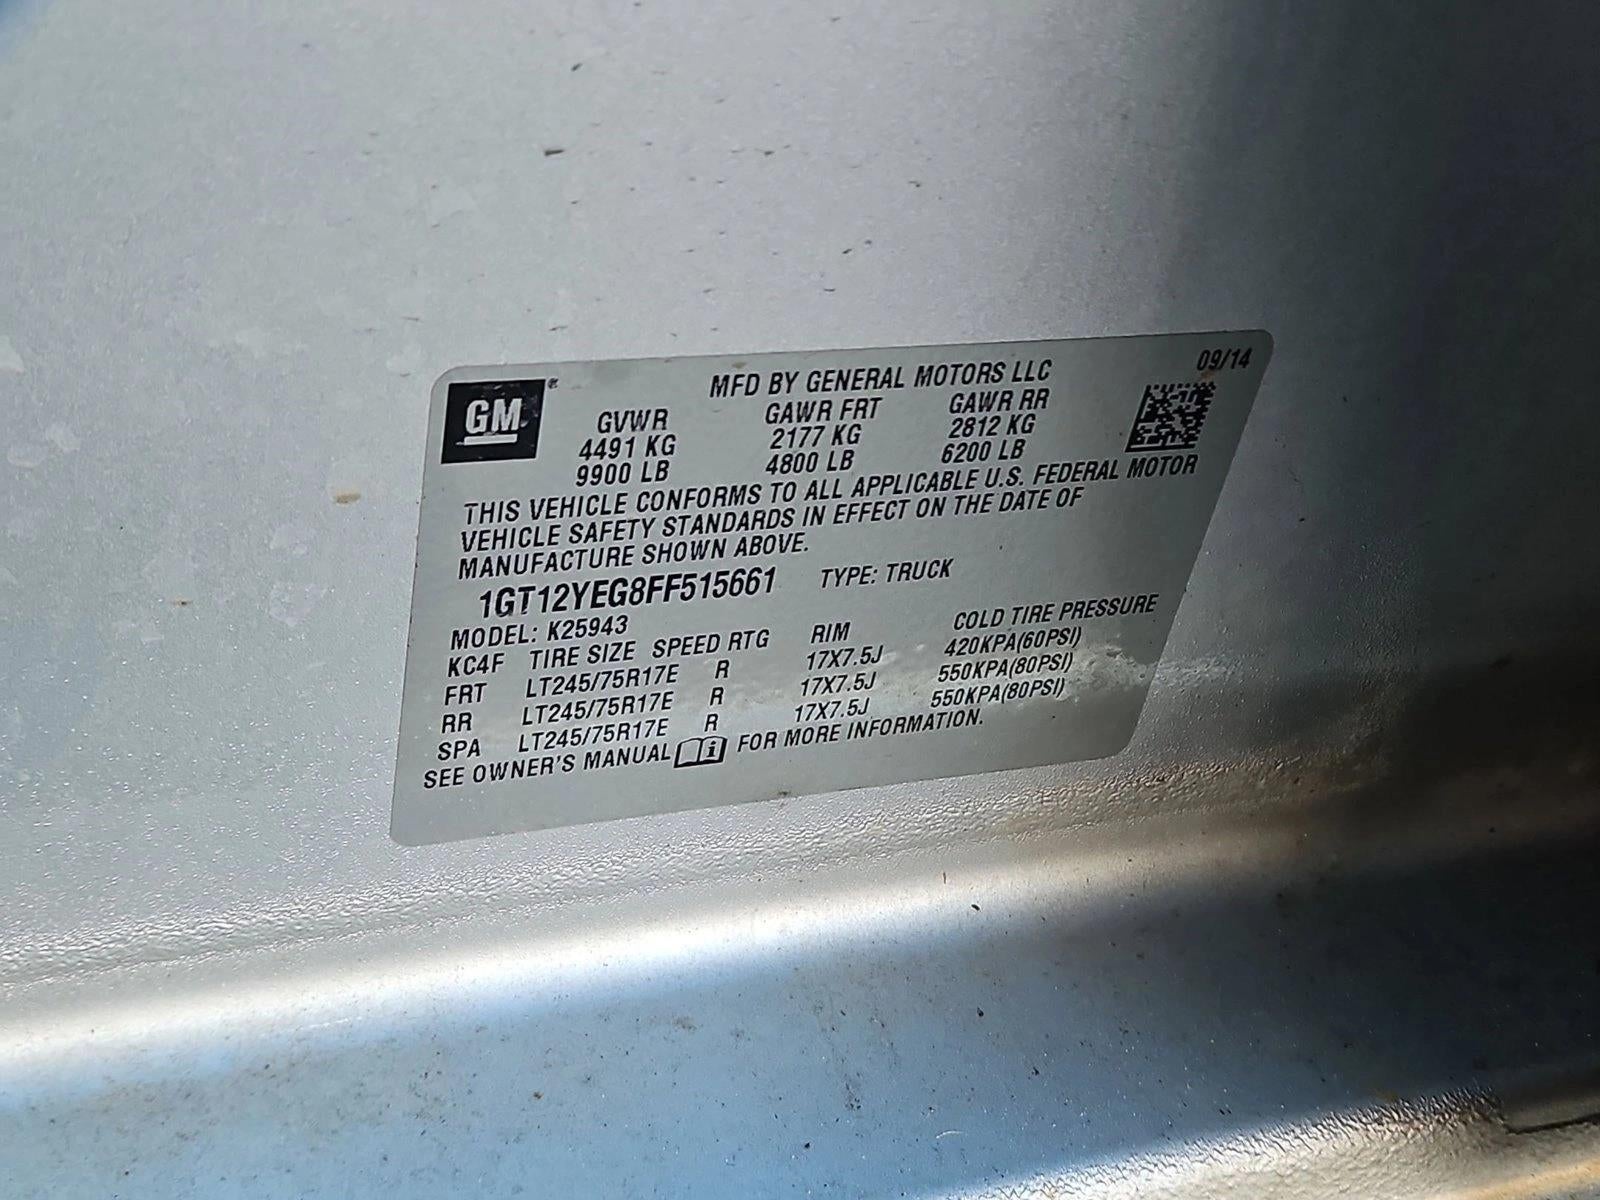 09/14
GM ®
MFD BY GENERAL MOTORS LLC
GVWR GAWR FRT GAWR RR
4491 KG 2177 KG 2812 KG
9900 LB 4800 LB 6200 LB
THIS VEHICLE CONFORMS TO ALL APPLICABLE U.S. FEDERAL MOTOR
VEHICLE SAFETY STANDARDS IN EFFECT ON THE DATE OF
MANUFACTURE SHOWN ABOVE.
1GT12YEG8FF515661 TYPE: TRUCK
MODEL: K25943
KC4F TIRE SIZE SPEED RTG RIM COLD TIRE PRESSURE
FRT LT245/75R17E R 17X7.5J 420KPA(60PSI)
RR LT245/75R17E R 17X7.5J 550KPA(80PSI)
SPA LT245/75R17E R 17X7.5J 550KPA(80PSI)
SEE OWNER'S MANUAL FOR MORE INFORMATION.